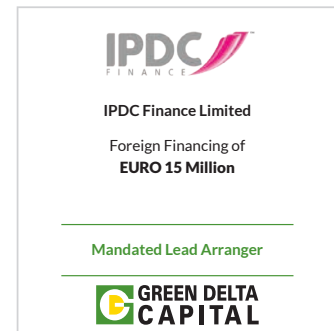 IPDC
FINANCE
IPDC Finance Limited
Foreign Financing of
EURO 15 Million
Mandated Lead Arranger
GREEN DELTA
CAPITAL